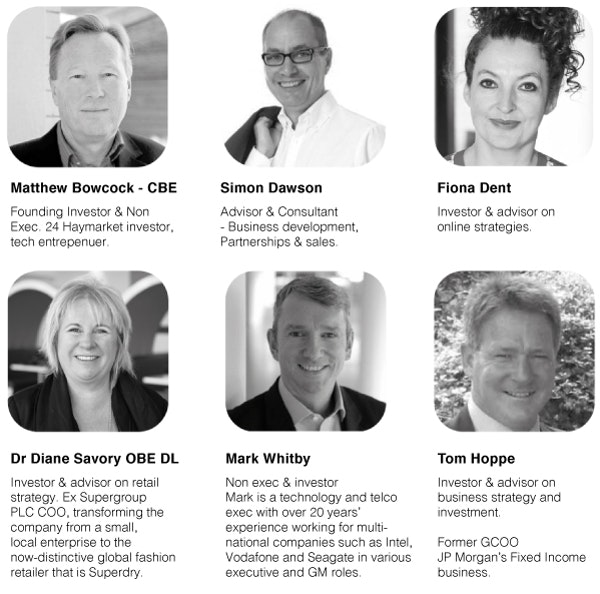 Matthew Bowcock - CBE
Founding Investor & Non
Exec. 24 Haymarket investor,
tech entrepenuer.
Simon Dawson
Advisor & Consultant
- Business development,
Partnerships & sales.
Fiona Dent
Investor & advisor on
online strategies.
Dr Diane Savory OBE DL
Investor & advisor on retail
strategy. Ex Supergroup
PLC COO, transforming the
company from a small,
local enterprise to the
now-distinctive global fashion
retailer that is Superdry.
Mark Whitby
Non exec & investor
Mark is a technology and telco
exec with over 20 years’
experience working for multi-
national companies such as Intel,
Vodafone and Seagate in various
executive and GM roles.
Tom Hoppe
Investor & advisor on
business strategy and
investment.
Former GCOO
JP Morgan’s Fixed Income
business.